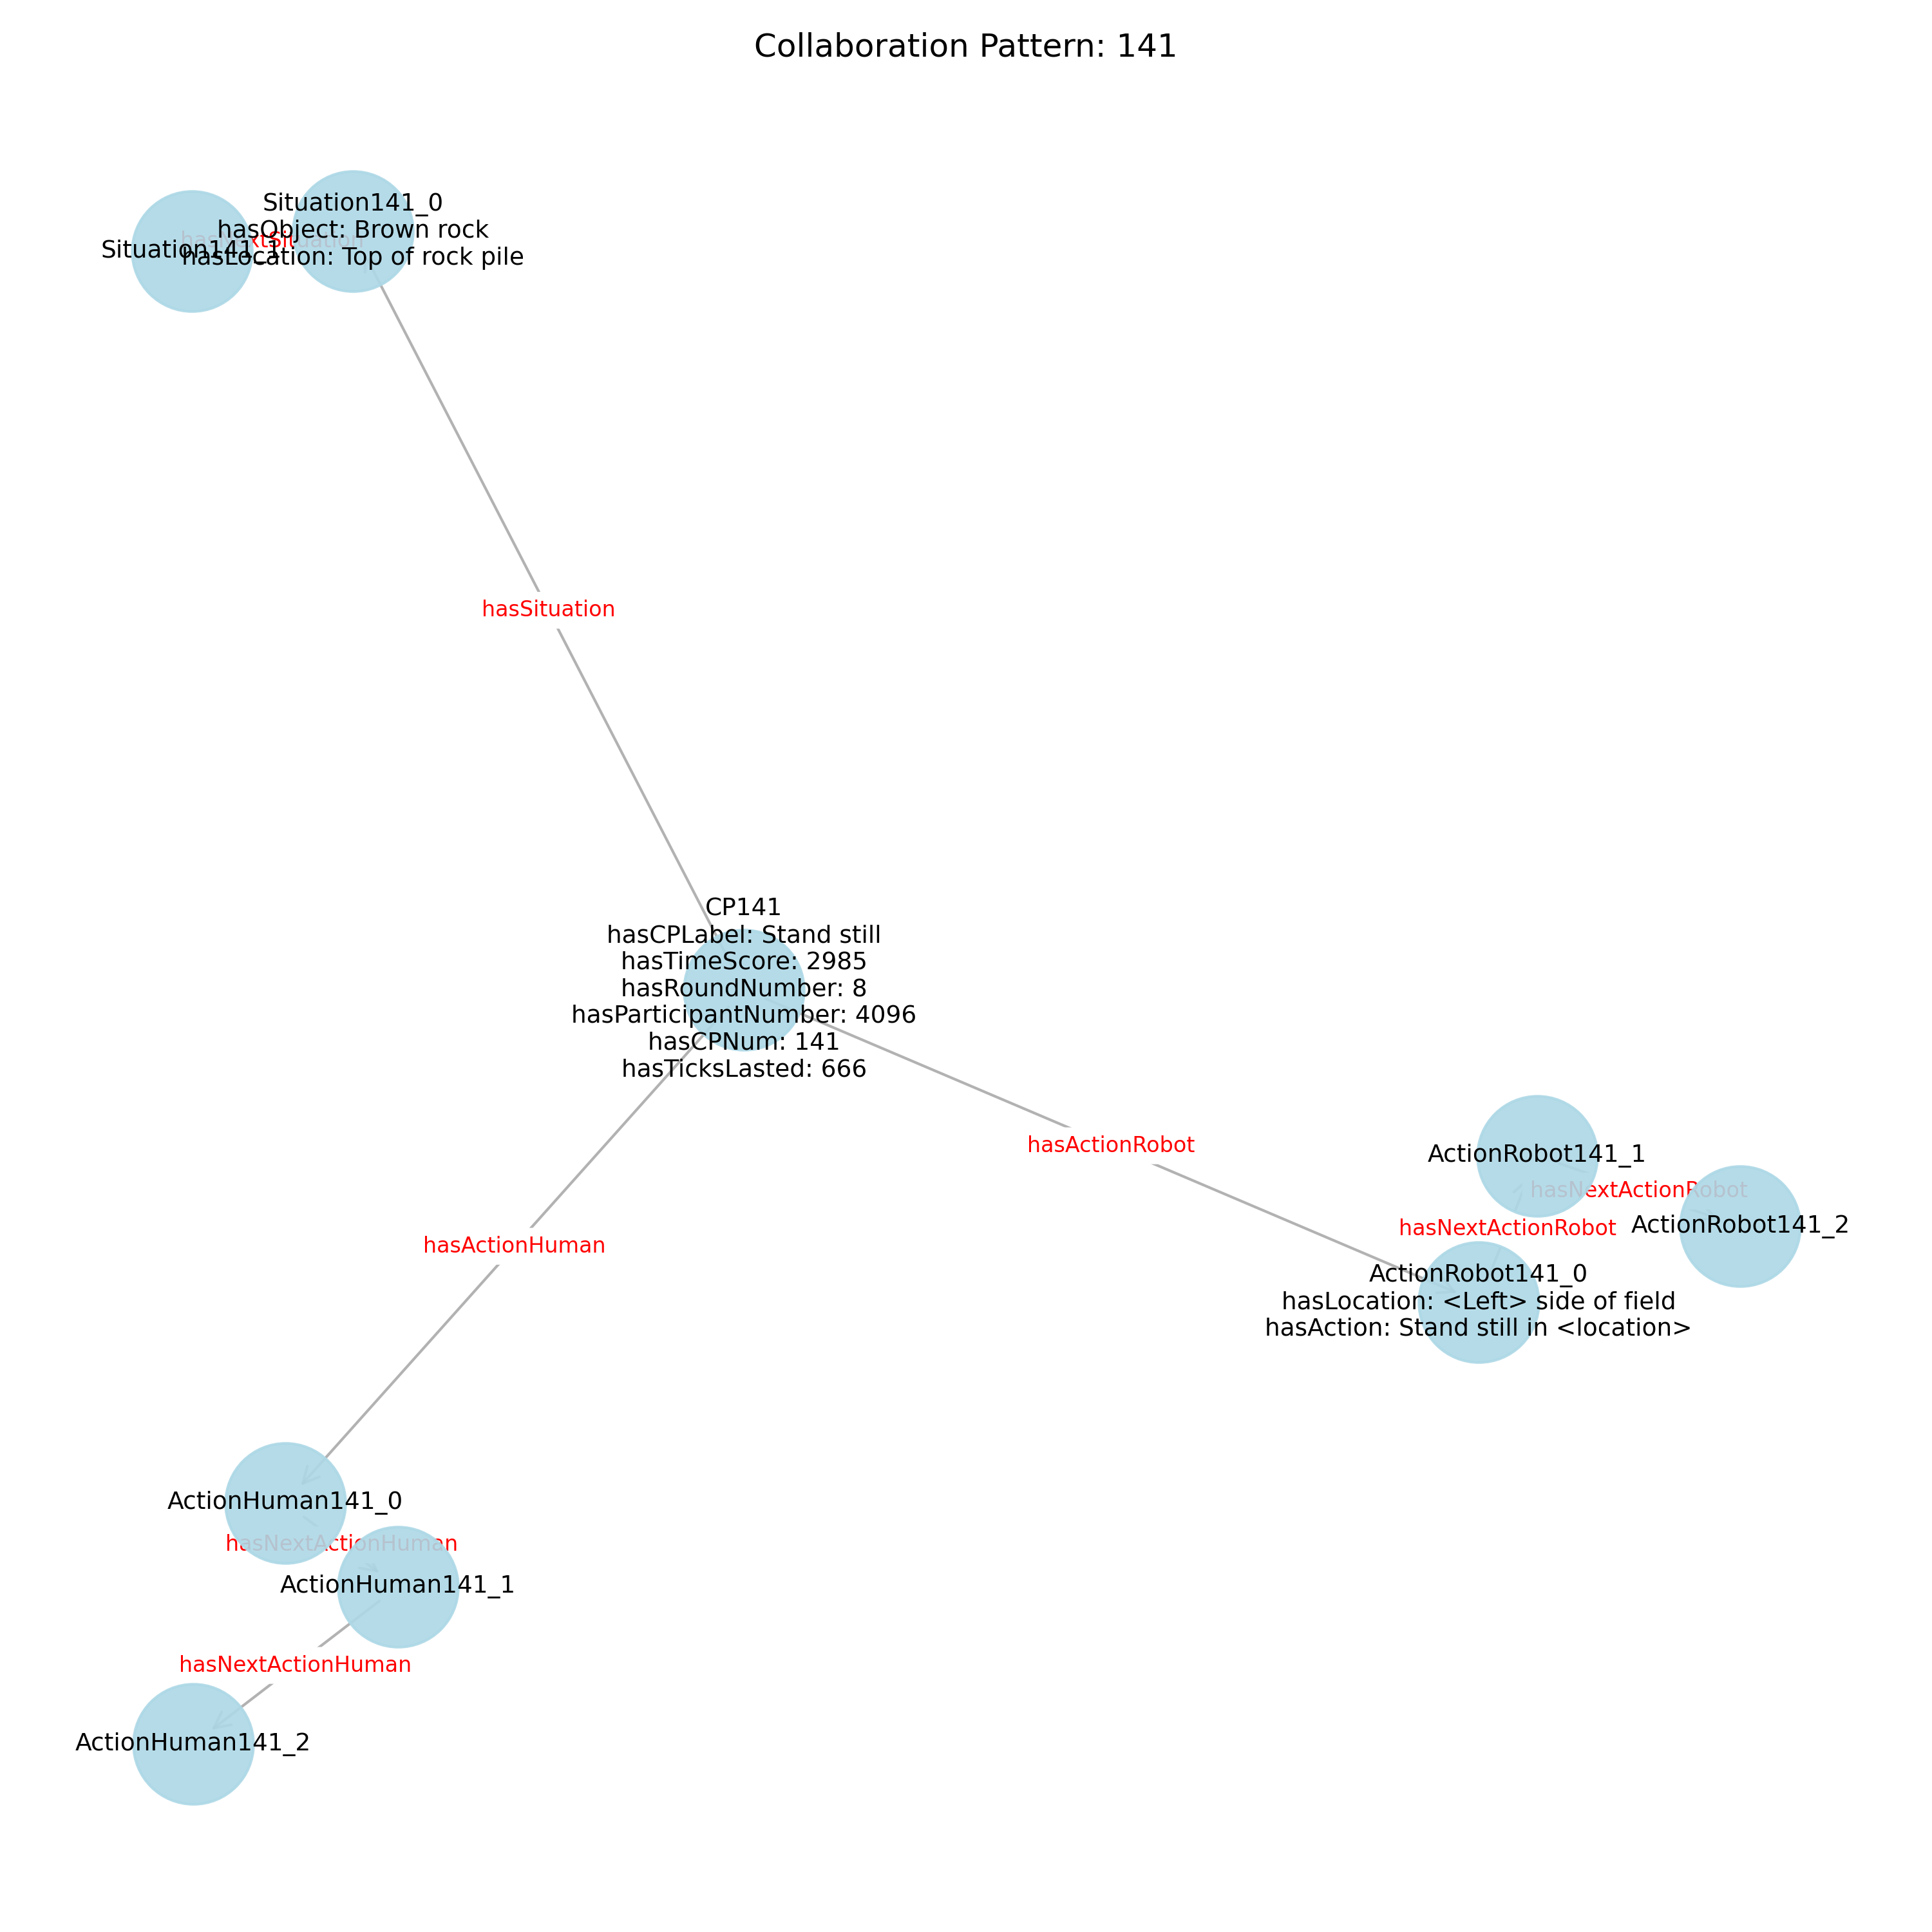 Collaboration Pattern: 141
Situation141_0
hasObject: Brown rock
hasLocation: Top of rock pile
hasNextSituation
Situation141_1
hasSituation
CP141
hasCPLabel: Stand still
hasTimeScore: 2985
hasRoundNumber: 8
hasParticipantNumber: 4096
hasCPNum: 141
hasTicksLasted: 666
hasActionRobot
ActionRobot141_1
hasNextActionRobot
ActionRobot141_2
hasNextActionRobot
ActionRobot141_0
hasLocation: <Left> side of field
hasAction: Stand still in <location>
hasActionHuman
ActionHuman141_0
hasNextActionHuman
ActionHuman141_1
hasNextActionHuman
ActionHuman141_2